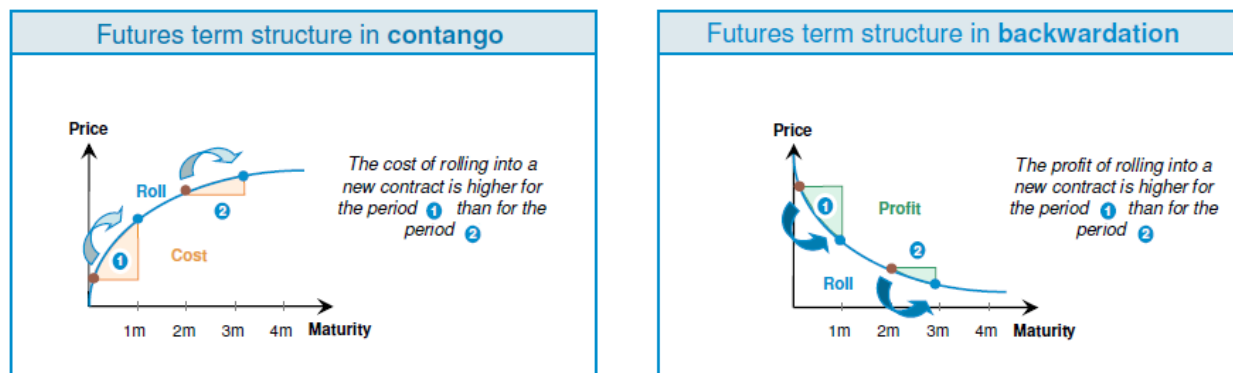 Futures term structure in contango
Price
Roll
Cost
1
2
1m 2m 3m 4m Maturity
The cost of rolling into a
new contract is higher for
the period 1 than for the
period 2
Futures term structure in backwardation
Price
1
Profit
2
Roll
1m 2m 3m 4m Maturity
The profit of rolling into a
new contract is higher for
the period 1 than for the
period 2